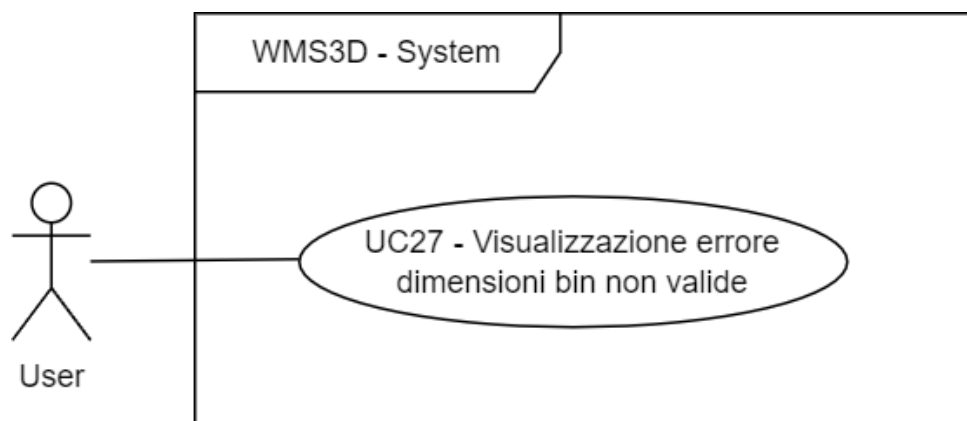 WMS3D - System
UC27 - Visualizzazione errore
dimensioni bin non valide
User